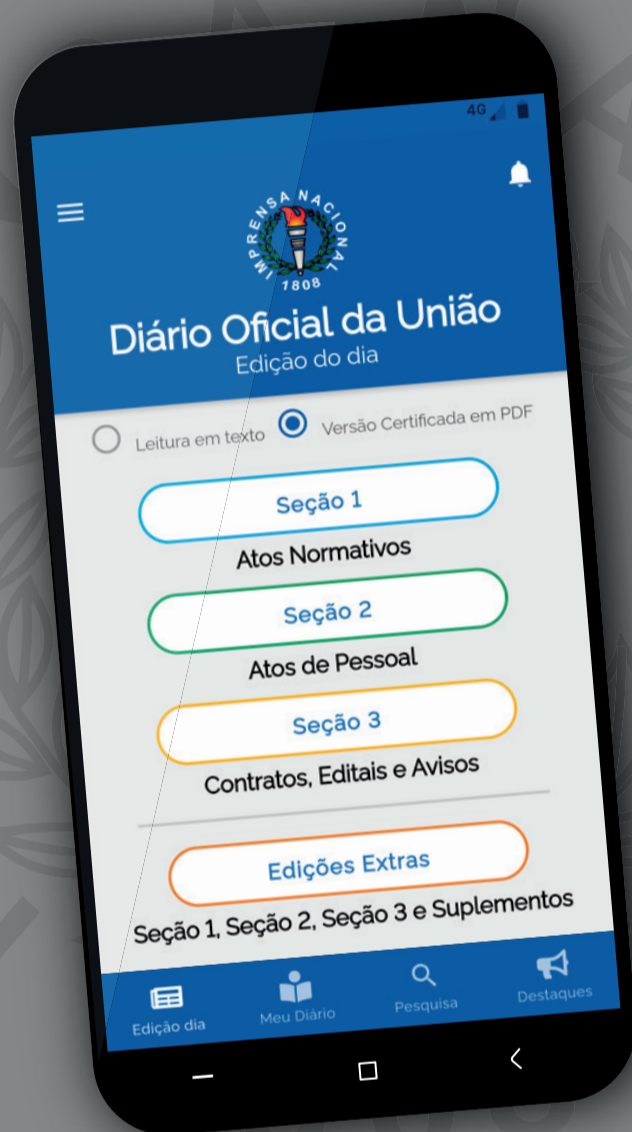 4G
IMPRENSA NACIONAL
1808
Diário Oficial da União
Edição do dia
Leitura em texto
Versão Certificada em PDF
Seção 1
Atos Normativos
Seção 2
Atos de Pessoal
Seção 3
Contratos, Editais e Avisos
Edições Extras
Seção 1, Seção 2, Seção 3 e Suplementos
Edição dia
Meu Diário
Pesquisa
Destaques